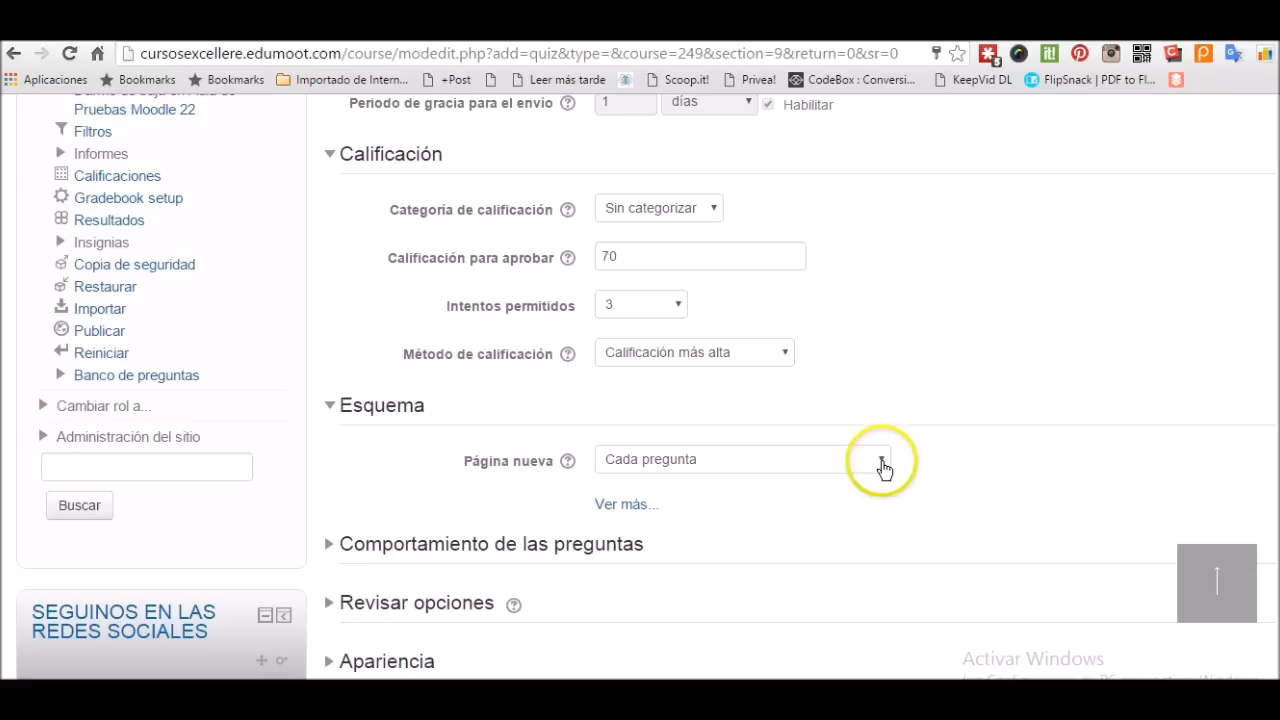 cursosexcellere.edumoot.com/course/modedit.php?add=quiz&type=&course=249&section=9&return=0&sr=0
Aplicaciones Bookmarks Bookmarks Importado de Intern... +Post Leer más tarde Scoop.it! Privea! CodeBox : Conversi... KeepVid DL FlipSnack | PDF to Fl...
Pruebas Moodle 22
Filtros
Informes
Calificaciones
Gradebook setup
Resultados
Insignias
Copia de seguridad
Restaurar
Importar
Publicar
Reiniciar
Banco de preguntas
Cambiar rol a...
Administración del sitio
Buscar
SEGUINOS EN LAS
REDES SOCIALES
Periodo de gracia para el envío 1 días Habilitar
Calificación
Categoría de calificación Sin categorizar
Calificación para aprobar 70
Intentos permitidos 3
Método de calificación Calificación más alta
Esquema
Página nueva Cada pregunta
Ver más...
Comportamiento de las preguntas
Revisar opciones
Apariencia
Activar Windows